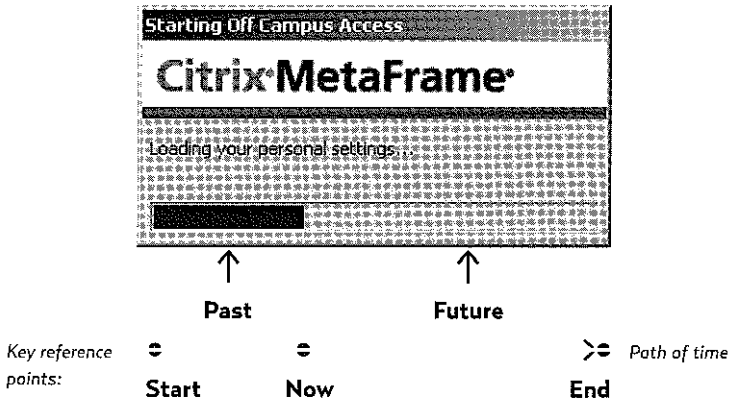 Starting Off Campus Access
Citrix MetaFrame
Loading your personal settings...
Past Future
Key reference points:
Start Now End
Path of time